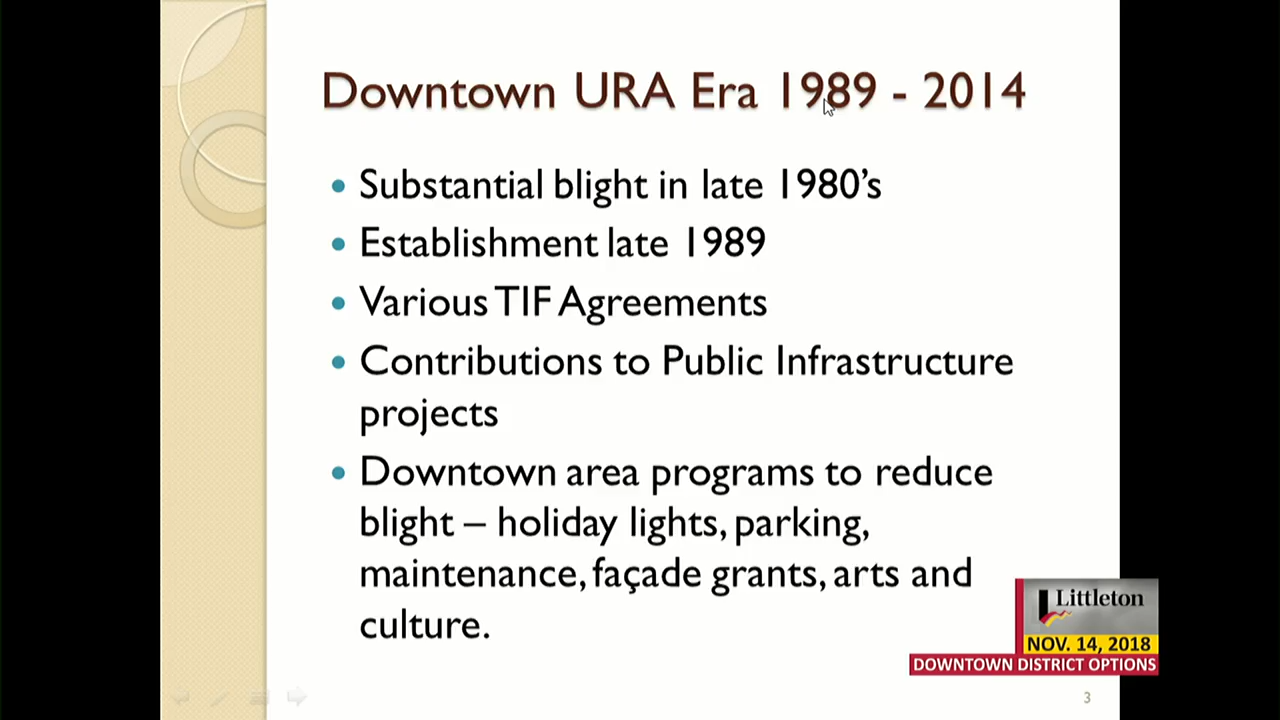 Downtown URA Era 1989 - 2014
• Substantial blight in late 1980’s
• Establishment late 1989
• Various TIF Agreements
• Contributions to Public Infrastructure
projects
• Downtown area programs to reduce
blight – holiday lights, parking,
maintenance, façade grants, arts and
culture.
Littleton
NOV. 14, 2018
DOWNTOWN DISTRICT OPTIONS
3